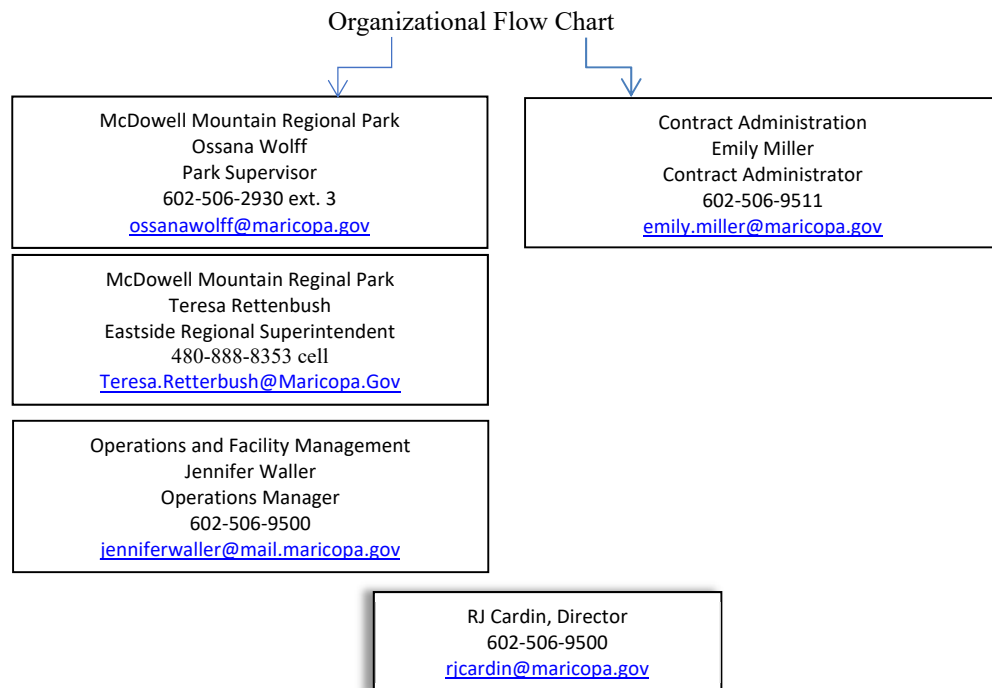 Organizational Flow Chart
McDowell Mountain Regional Park
Ossana Wolff
Park Supervisor
602-506-2930 ext. 3
ossanawolff@maricopa.gov
Contract Administration
Emily Miller
Contract Administrator
602-506-9511
emily.miller@maricopa.gov
McDowell Mountain Reginal Park
Teresa Rettenbush
Eastside Regional Superintendent
480-888-8353 cell
Teresa.Retterbush@Maricopa.Gov
Operations and Facility Management
Jennifer Waller
Operations Manager
602-506-9500
jenniferwaller@mail.maricopa.gov
RJ Cardin, Director
602-506-9500
rjcardin@maricopa.gov